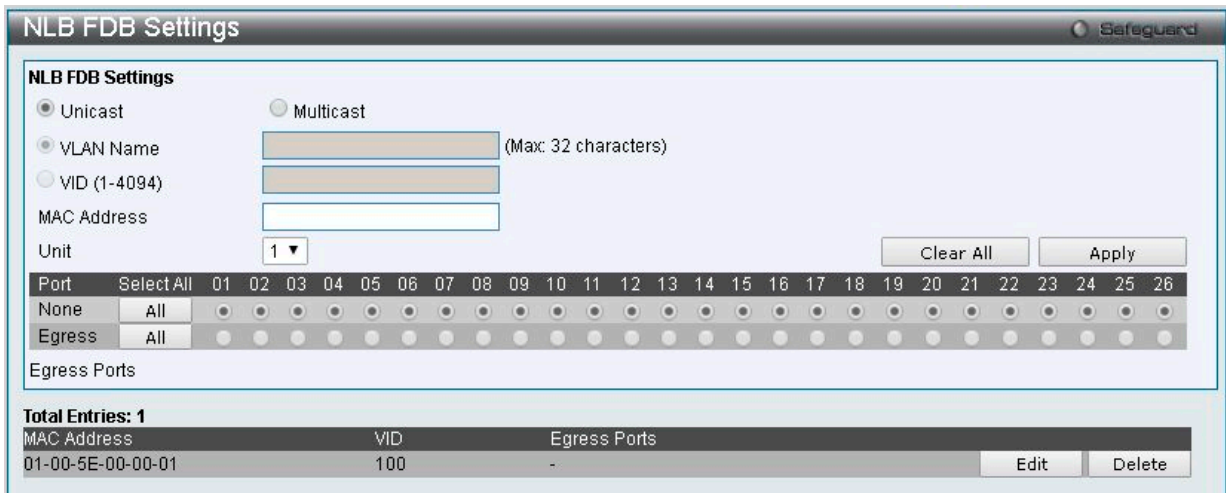 NLB FDB Settings Safeguard
NLB FDB Settings
Unicast Multicast
VLAN Name (Max: 32 characters)
VID (1-4094)
MAC Address
Unit 1 Clear All Apply
Port Select All 01 02 03 04 05 06 07 08 09 10 11 12 13 14 15 16 17 18 19 20 21 22 23 24 25 26
None All
Egress All
Egress Ports
Total Entries: 1
MAC Address VID Egress Ports
01-00-5E-00-00-01 100 - Edit Delete